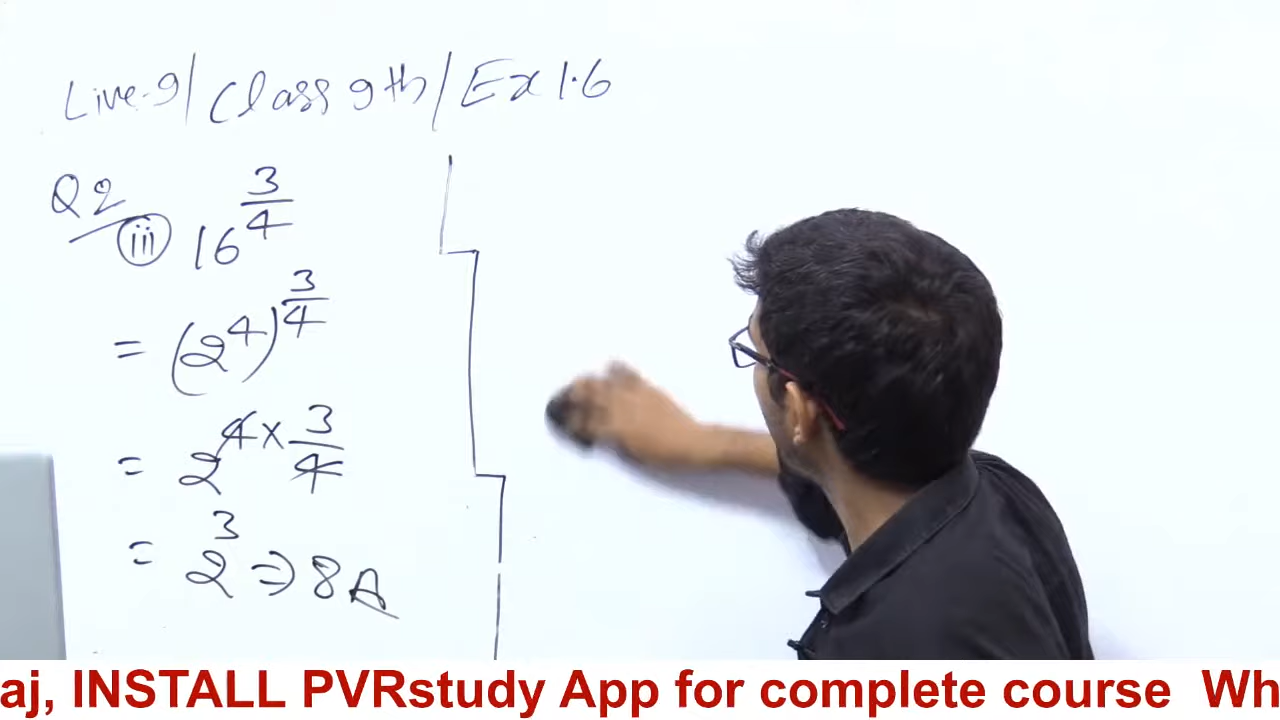 Live-9/Class 9th/Ex 1.6
Q2
(iii) 16^{3/4}
= (2^4)^{3/4}
= 2^{4×3/4}
= 2^3 ⇒ 8 A
aj, INSTALL PVRstudy App for complete course Wh